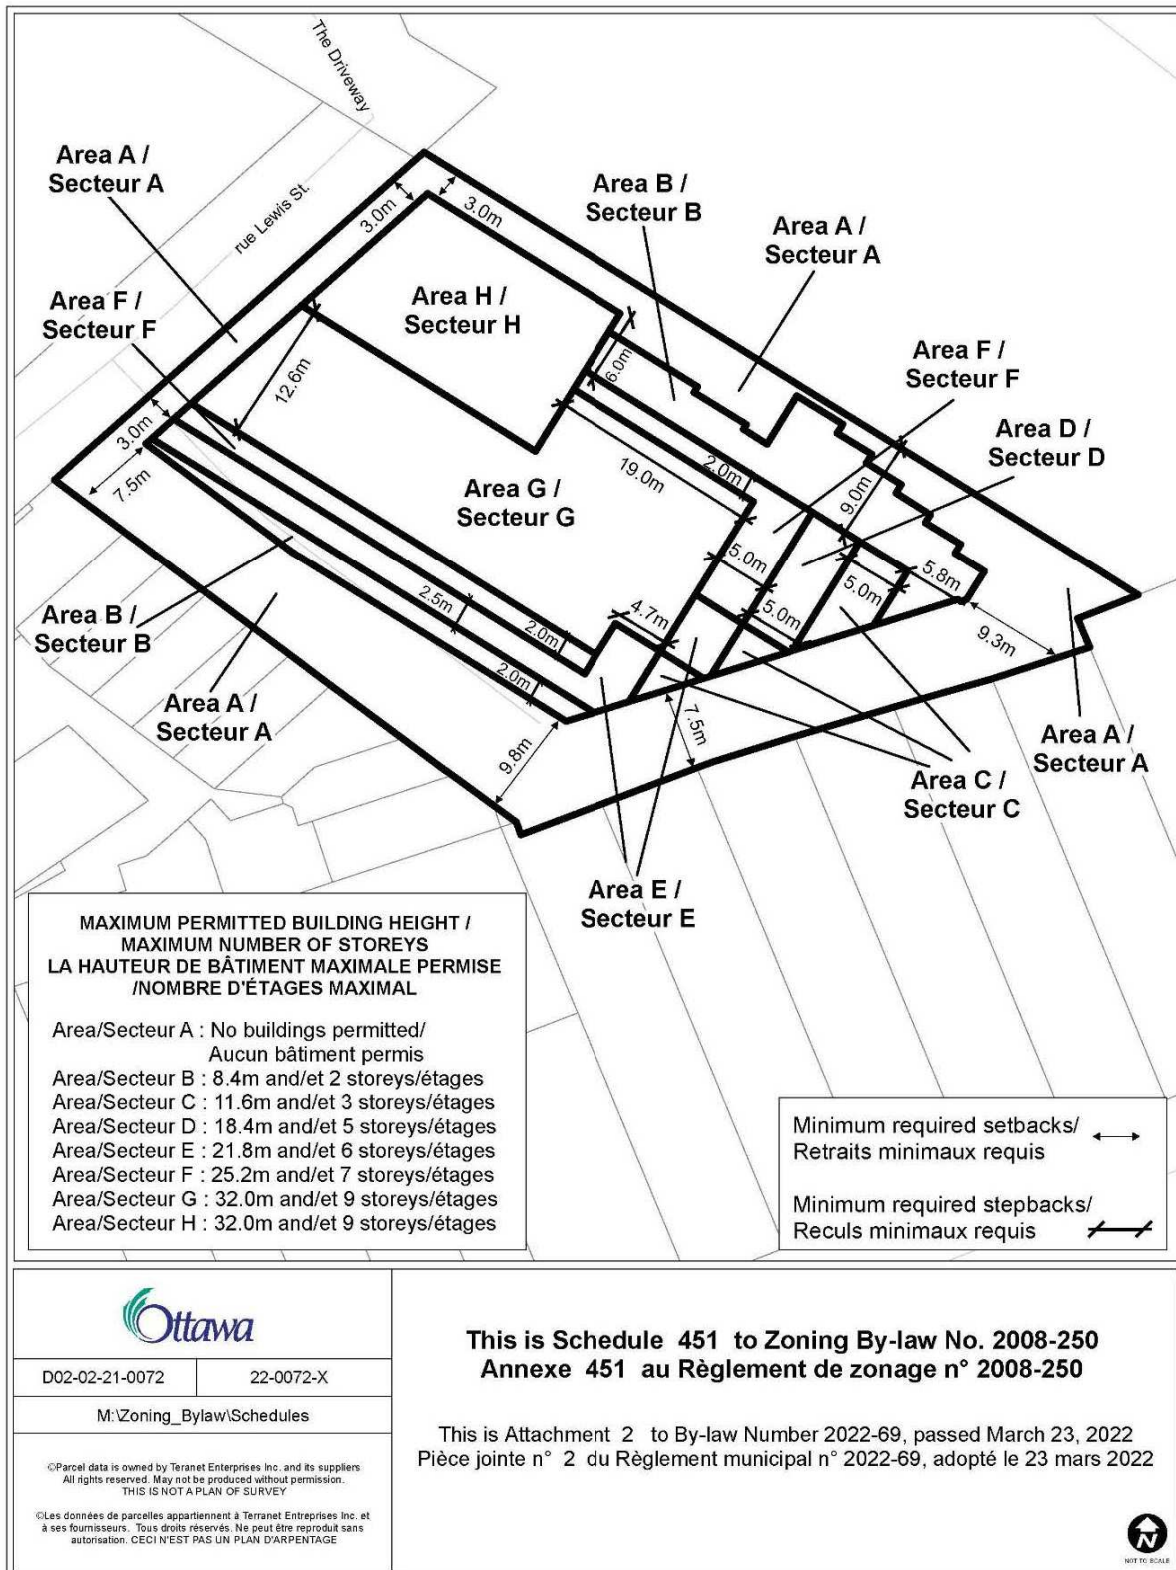 The Driveway
rue Lewis St.
Area A /
Secteur A
3.0m
3.0m
Area B /
Secteur B
Area A /
Secteur A
Area F /
Secteur F
Area H /
Secteur H
12.6m
6.0m
Area F /
Secteur F
3.0m
7.5m
Area D /
Secteur D
19.0m
2.0m
9.0m
Area G /
Secteur G
5.0m
5.0m
5.8m
9.3m
4.7m
5.0m
2.5m
2.0m
2.0m
Area B /
Secteur B
Area A /
Secteur A
9.8m
7.5m
Area A /
Secteur A
Area C /
Secteur C
Area E /
Secteur E
MAXIMUM PERMITTED BUILDING HEIGHT /
MAXIMUM NUMBER OF STOREYS
LA HAUTEUR DE BÂTIMENT MAXIMALE PERMISE
/NOMBRE D'ÉTAGES MAXIMAL
Area/Secteur A : No buildings permitted/
Aucun bâtiment permis
Area/Secteur B : 8.4m and/et 2 storeys/étages
Area/Secteur C : 11.6m and/et 3 storeys/étages
Area/Secteur D : 18.4m and/et 5 storeys/étages
Area/Secteur E : 21.8m and/et 6 storeys/étages
Area/Secteur F : 25.2m and/et 7 storeys/étages
Area/Secteur G : 32.0m and/et 9 storeys/étages
Area/Secteur H : 32.0m and/et 9 storeys/étages
Minimum required setbacks/
Retraits minimaux requis
Minimum required stepbacks/
Reculs minimaux requis
Ottawa
D02-02-21-0072
22-0072-X
M:\Zoning_Bylaw\Schedules
©Parcel data is owned by Teranet Enterprises Inc. and its suppliers
All rights reserved. May not be produced without permission.
THIS IS NOT A PLAN OF SURVEY
©Les données de parcelles appartiennent à Terranet Entreprises Inc. et
à ses fournisseurs. Tous droits réservés. Ne peut être reproduit sans
autorisation. CECI N'EST PAS UN PLAN D'ARPENTAGE
This is Schedule 451 to Zoning By-law No. 2008-250
Annexe 451 au Règlement de zonage n° 2008-250
This is Attachment 2 to By-law Number 2022-69, passed March 23, 2022
Pièce jointe n° 2 du Règlement municipal n° 2022-69, adopté le 23 mars 2022
N
NOT TO SCALE